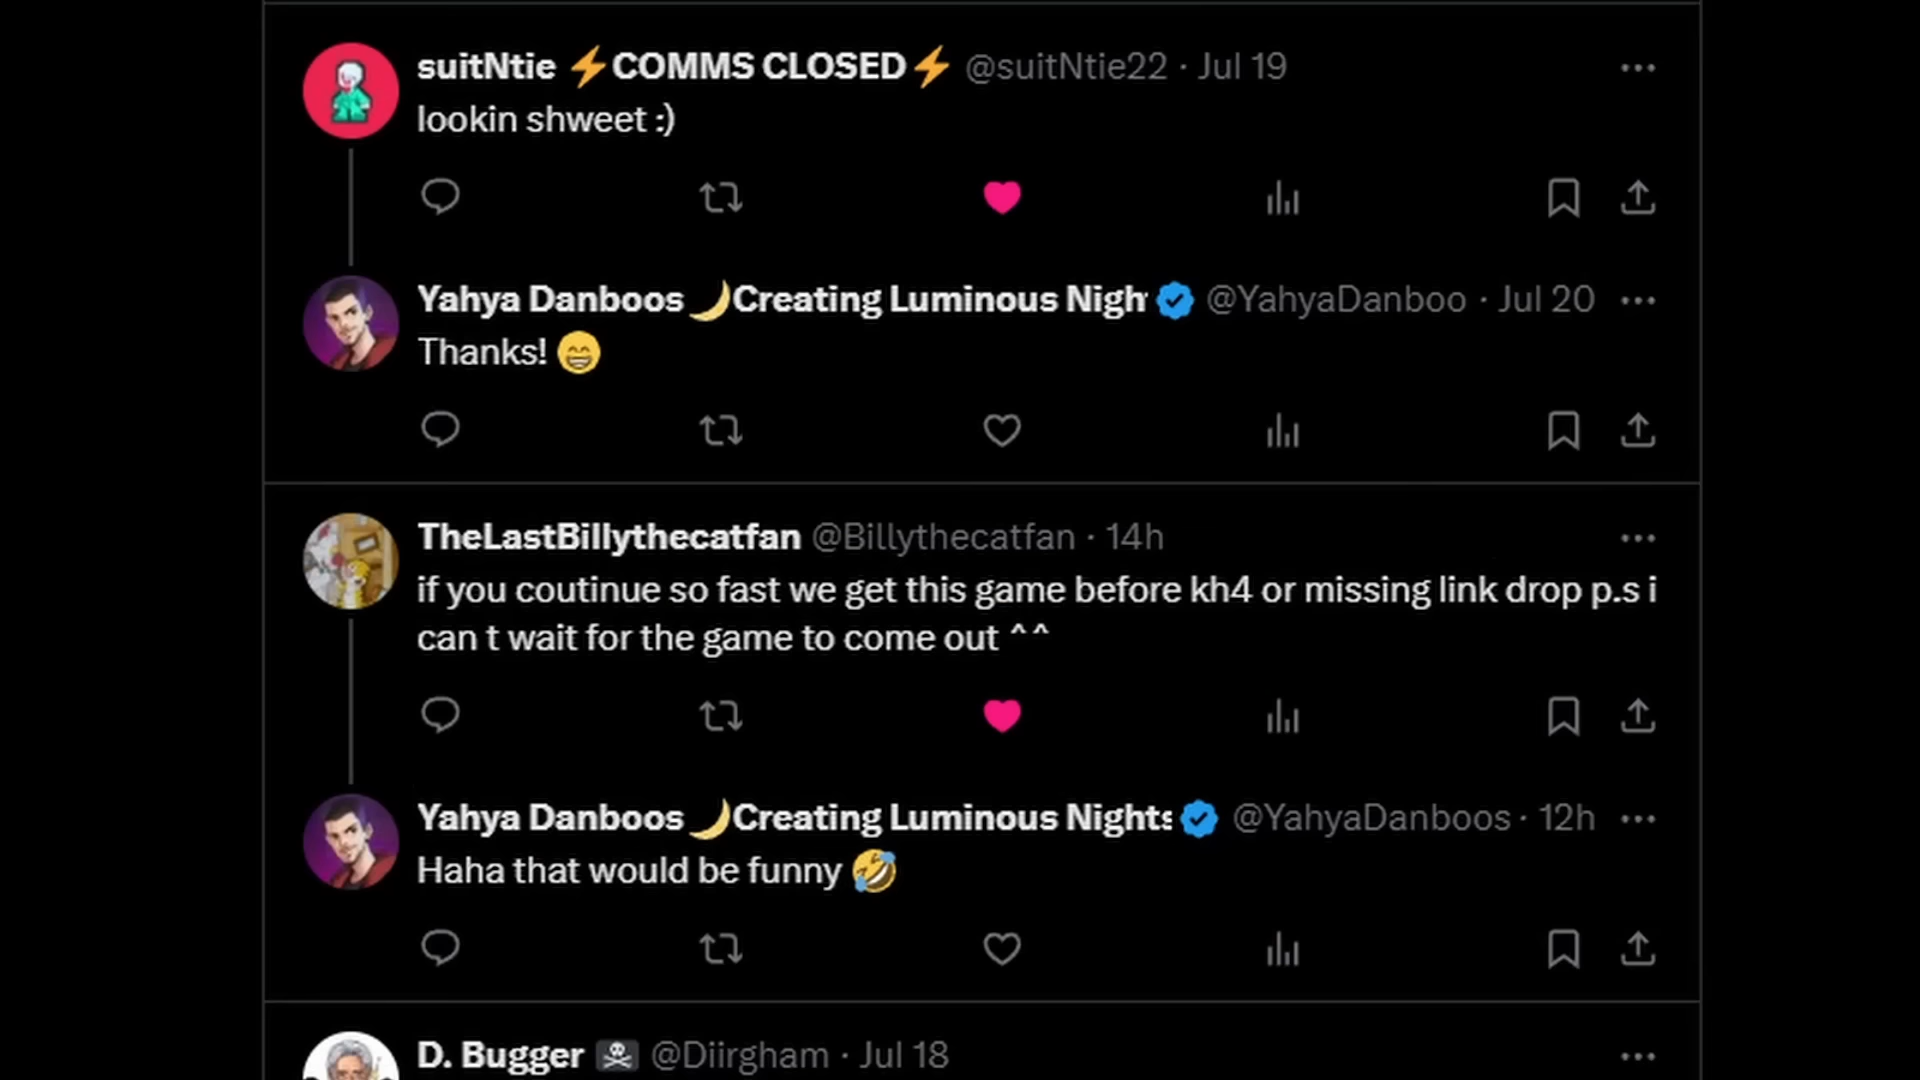 suitNtie ⚡COMMS CLOSED⚡ @suitNtie22 · Jul 19
lookin shweet :)
Yahya Danboos 🌙Creating Luminous Nigh @YahyaDanboo · Jul 20
Thanks! 😁
TheLastBillythecatfan @Billythecatfan · 14h
if you coutinue so fast we get this game before kh4 or missing link drop p.s i
can t wait for the game to come out ^^
Yahya Danboos 🌙Creating Luminous Nights @YahyaDanboos · 12h
Haha that would be funny 🤣
D. Bugger ☠ @Diirgham · Jul 18